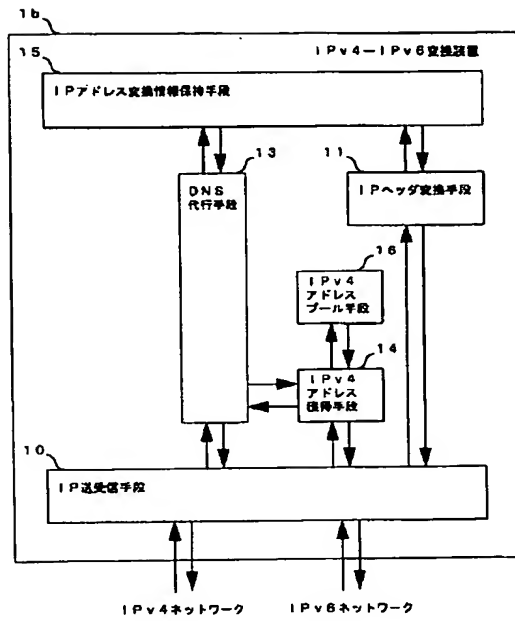 1b
15
IPv4-IPv6変換装置
IPアドレス変換情報保持手段
13
11
DNS
代行手段
IPヘッダ変換手段
16
IPv4
アドレス
プール手段
14
IPv4
アドレス
獲得手段
10
IP送受信手段
IPv4ネットワーク
IPv6ネットワーク